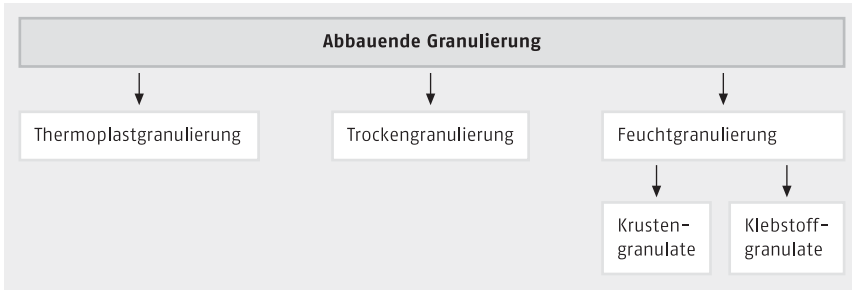 Abbauende Granulierung
Thermoplastgranulierung
Trockengranulierung
Feuchtgranulierung
Krusten-
granulate
Klebstoff-
granulate